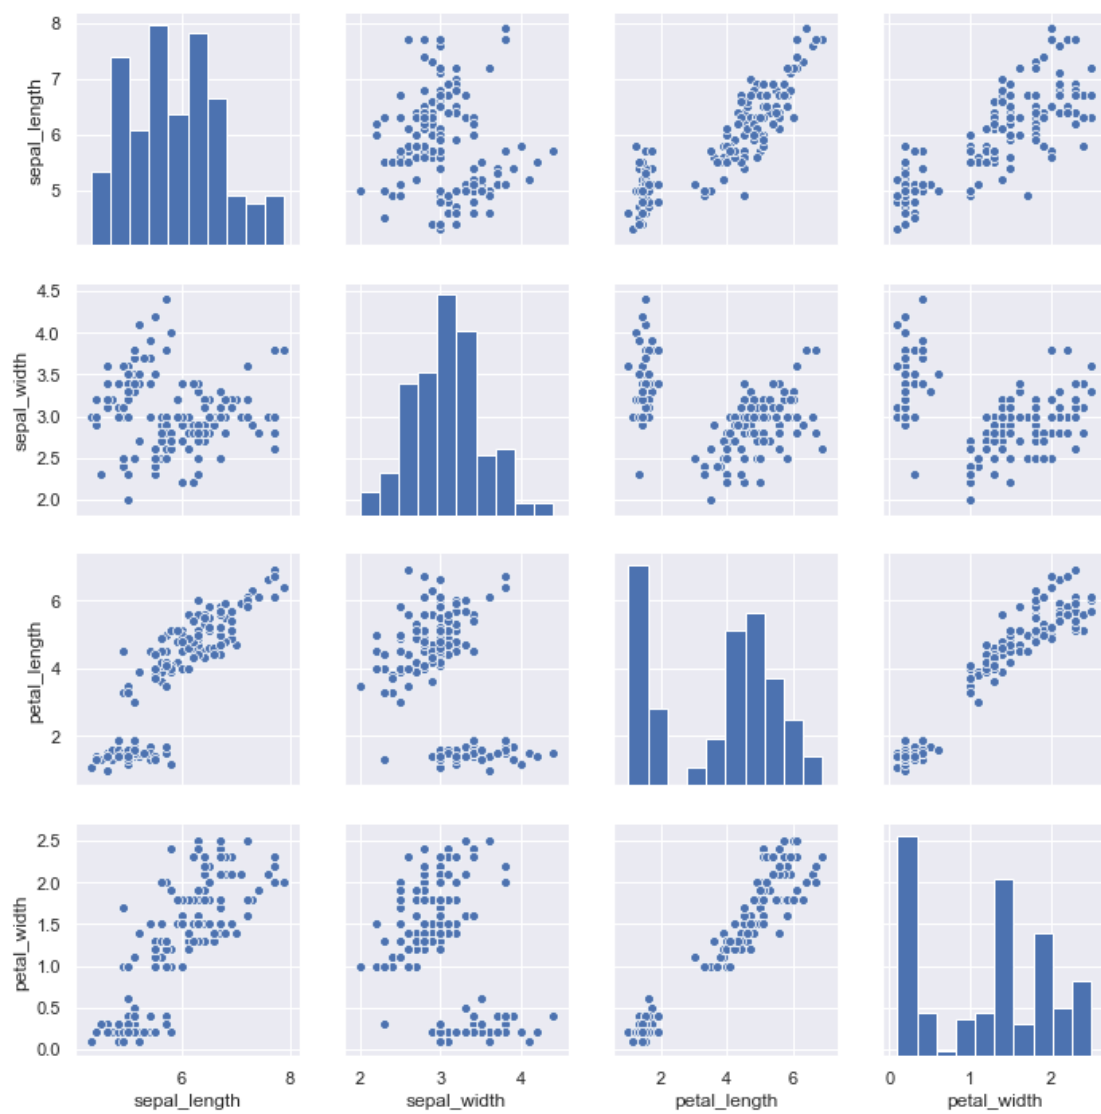 8
7
6
5
sepal_length
4.5
4.0
3.5
3.0
2.5
2.0
sepal_width
6
4
2
petal_length
2.5
2.0
1.5
1.0
0.5
0.0
petal_width
6 8
sepal_length
2 3 4
sepal_width
2 4 6
petal_length
0 1 2
petal_width